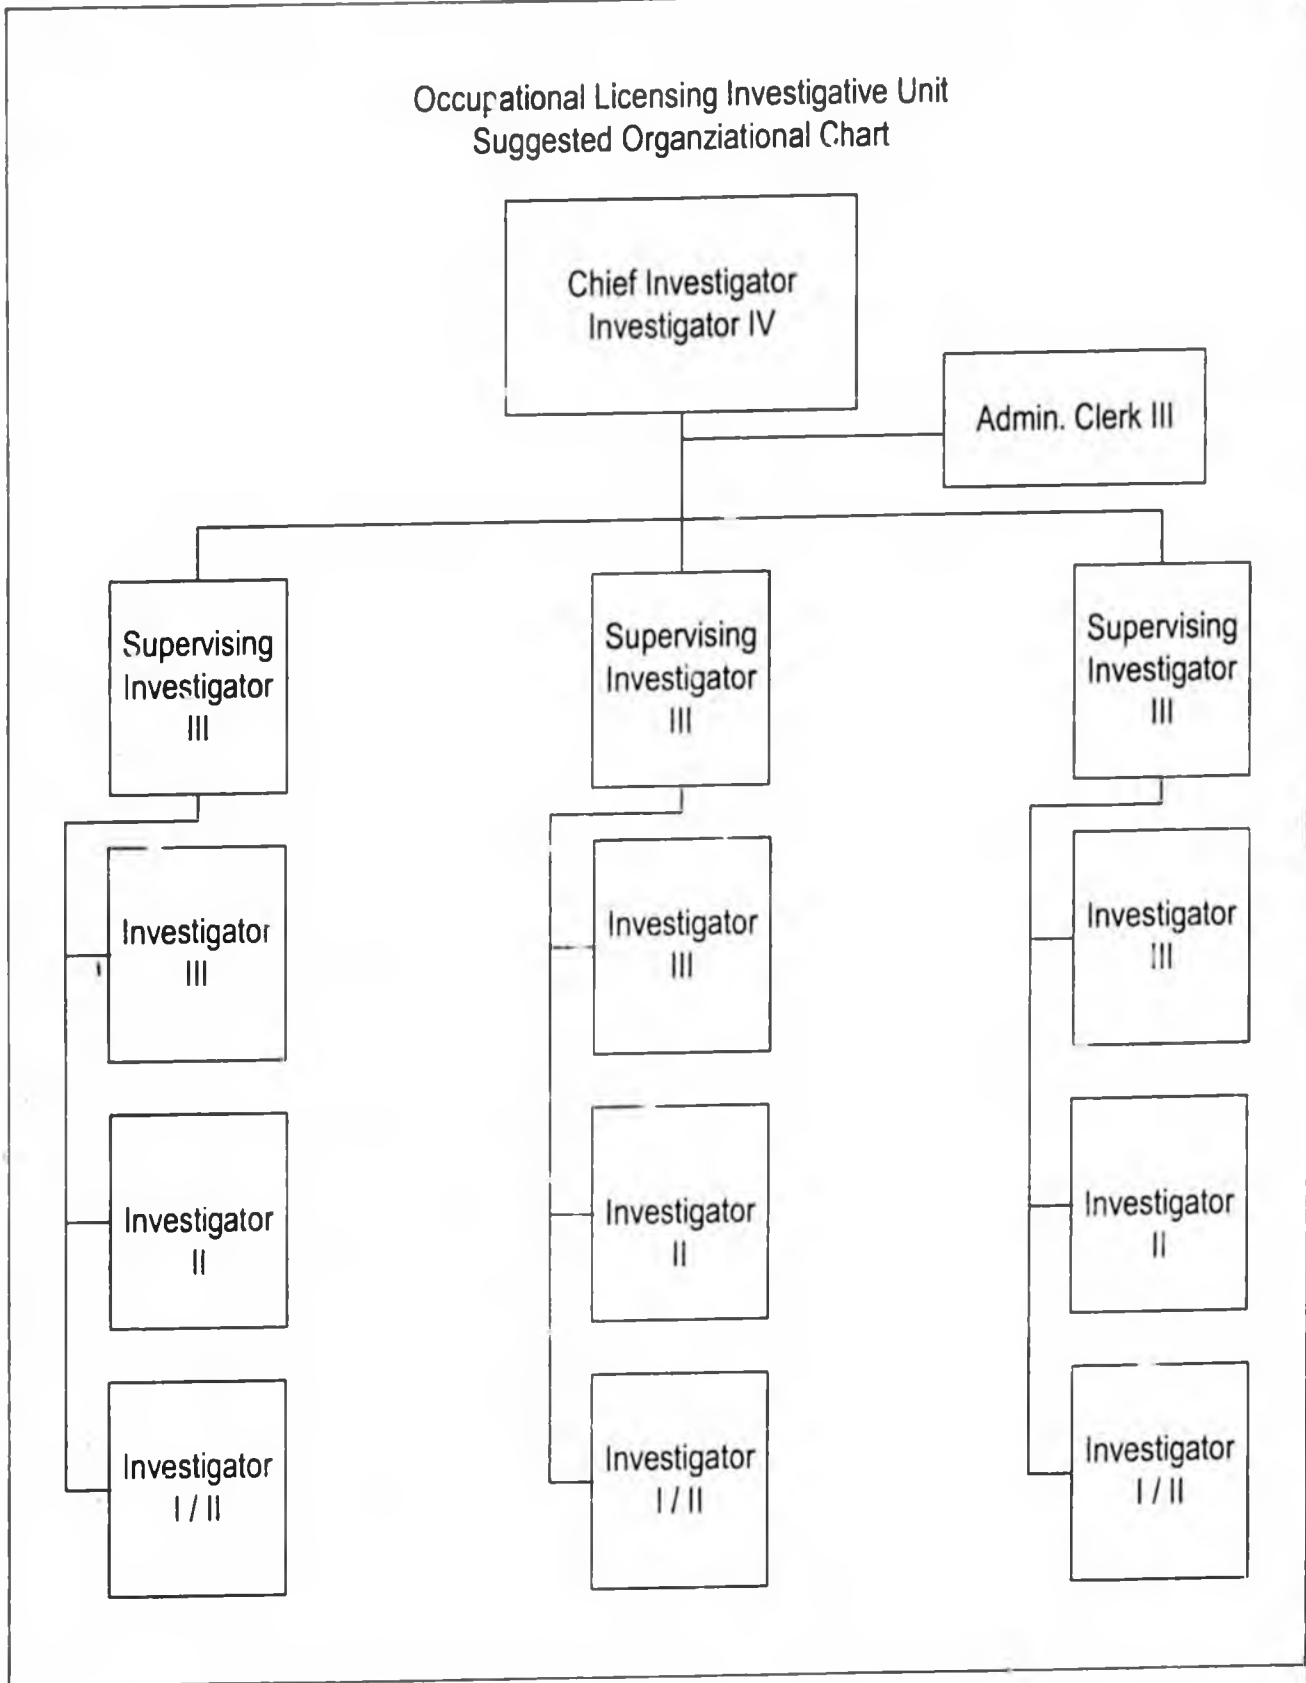 Occupational Licensing Investigative Unit
Suggested Organziational Chart
Chief Investigator
Investigator IV
Admin. Clerk III
Supervising
Investigator
III
Supervising
Investigator
III
Supervising
Investigator
III
Investigator
III
Investigator
III
Investigator
III
Investigator
II
Investigator
II
Investigator
II
Investigator
I / II
Investigator
I / II
Investigator
I / II